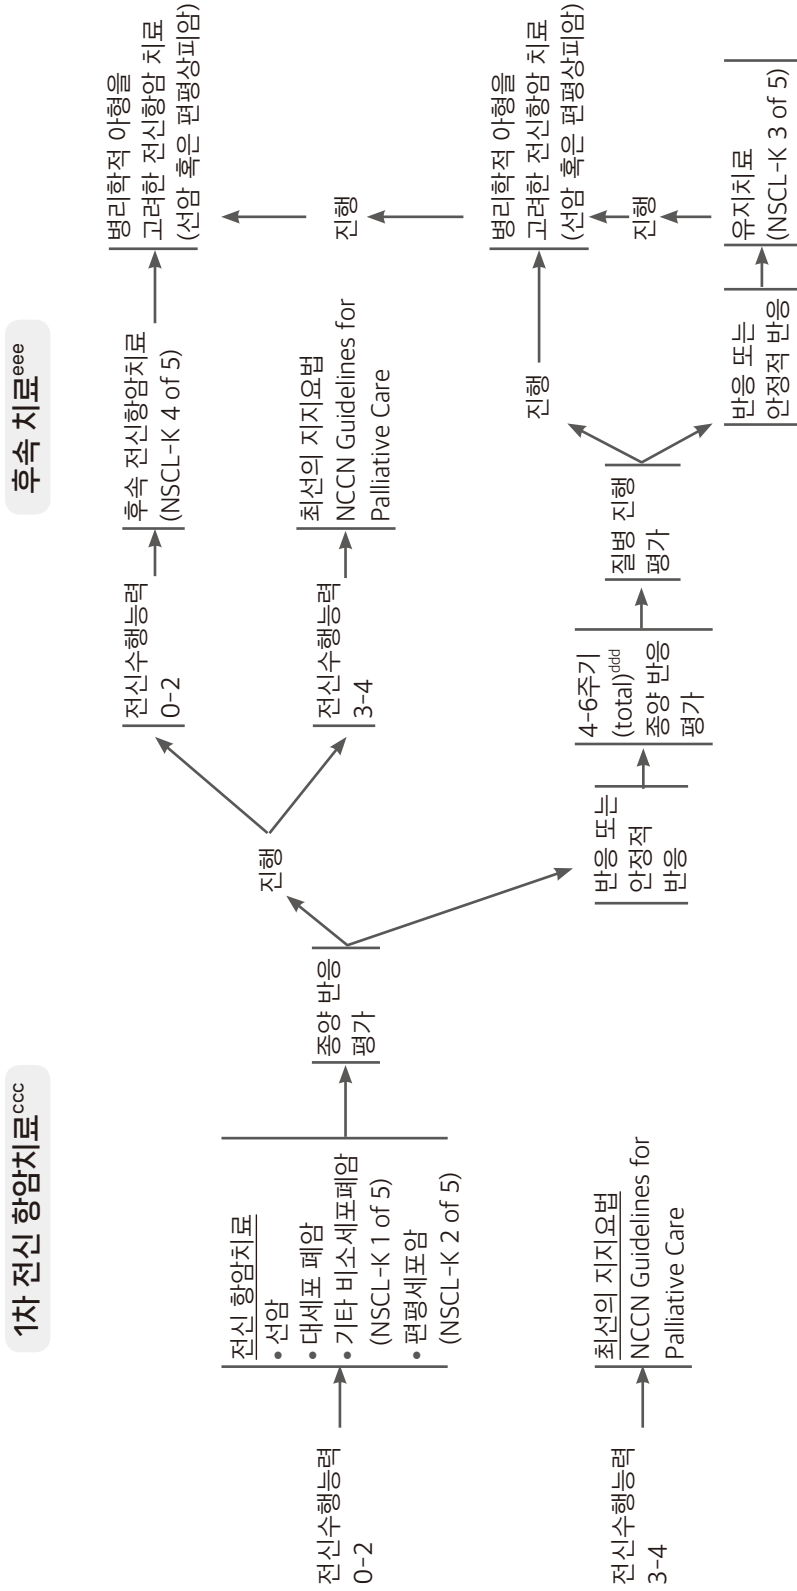 1차 전신 항암치료ccc
후속 치료eee
전신수행능력
0-2
전신 항암치료
• 선암
• 대세포 폐암
• 기타 비소세포폐암
(NSCL-K 1 of 5)
• 편평세포암
(NSCL-K 2 of 5)
종양 반응
평가
진행
전신수행능력
0-2
후속 전신항암치료
(NSCL-K 4 of 5)
병리학적 아형을
고려한 전신항암 치료
(선암 혹은 편평상피암)
전신수행능력
3-4
최선의 지지요법
NCCN Guidelines for
Palliative Care
진행
반응 또는
안정적
반응
4-6주기
(total)ddd
종양 반응
평가
질병 진행
평가
진행
병리학적 아형을
고려한 전신항암 치료
(선암 혹은 편평상피암)
진행
반응 또는
안정적 반응
유지치료
(NSCL-K 3 of 5)
전신수행능력
3-4
최선의 지지요법
NCCN Guidelines for
Palliative Care